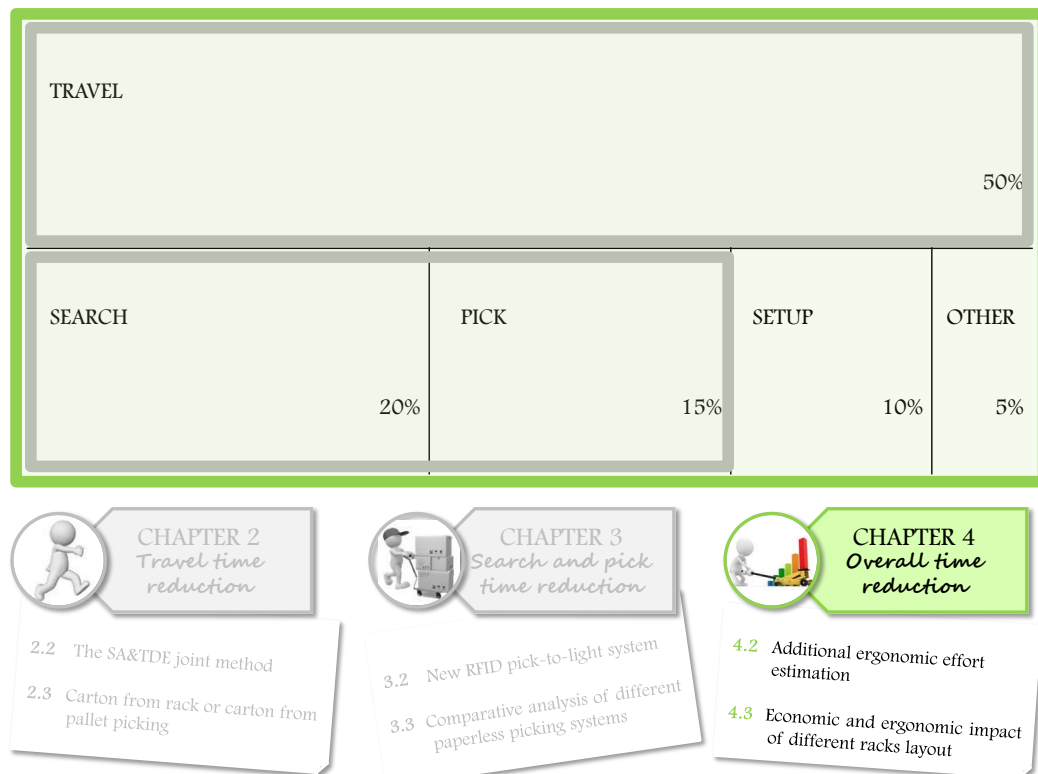 TRAVEL
50%
SEARCH
PICK
SETUP
OTHER
20%
15%
10%
5%
CHAPTER 2
Travel time
reduction
2.2 The SA&TDE joint method
2.3 Carton from rack or carton from
pallet picking
CHAPTER 3
Search and pick
time reduction
3.2 New RFID pick-to-light system
3.3 Comparative analysis of different
paperless picking systems
CHAPTER 4
Overall time
reduction
4.2 Additional ergonomic effort
estimation
4.3 Economic and ergonomic impact
of different racks layout